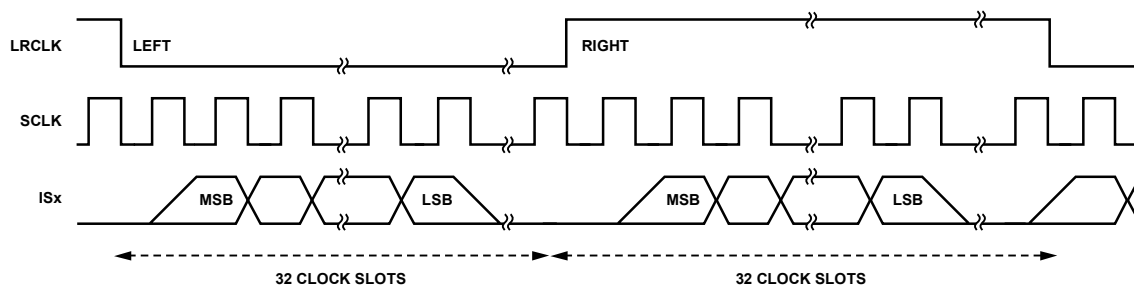 LRCLK
LEFT
RIGHT
SCLK
ISx
MSB
LSB
MSB
LSB
32 CLOCK SLOTS
32 CLOCK SLOTS